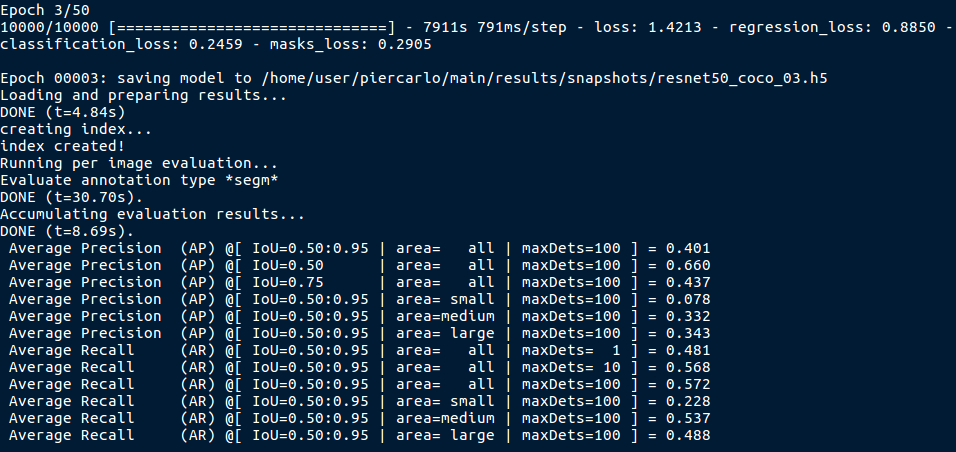 Epoch 3/50
10000/10000 [==============================] - 7911s 791ms/step - loss: 1.4213 - regression_loss: 0.8850 -
classification_loss: 0.2459 - masks_loss: 0.2905
Epoch 00003: saving model to /home/user/piercarlo/main/results/snapshots/resnet50_coco_03.h5
Loading and preparing results...
DONE (t=4.84s)
creating index...
index created!
Running per image evaluation...
Evaluate annotation type *segm*
DONE (t=30.70s).
Accumulating evaluation results...
DONE (t=8.69s).
 Average Precision  (AP) @[ IoU=0.50:0.95 | area=   all | maxDets=100 ] = 0.401
 Average Precision  (AP) @[ IoU=0.50      | area=   all | maxDets=100 ] = 0.660
 Average Precision  (AP) @[ IoU=0.75      | area=   all | maxDets=100 ] = 0.437
 Average Precision  (AP) @[ IoU=0.50:0.95 | area= small | maxDets=100 ] = 0.078
 Average Precision  (AP) @[ IoU=0.50:0.95 | area=medium | maxDets=100 ] = 0.332
 Average Precision  (AP) @[ IoU=0.50:0.95 | area= large | maxDets=100 ] = 0.343
 Average Recall     (AR) @[ IoU=0.50:0.95 | area=   all | maxDets=  1 ] = 0.481
 Average Recall     (AR) @[ IoU=0.50:0.95 | area=   all | maxDets= 10 ] = 0.568
 Average Recall     (AR) @[ IoU=0.50:0.95 | area=   all | maxDets=100 ] = 0.572
 Average Recall     (AR) @[ IoU=0.50:0.95 | area= small | maxDets=100 ] = 0.228
 Average Recall     (AR) @[ IoU=0.50:0.95 | area=medium | maxDets=100 ] = 0.537
 Average Recall     (AR) @[ IoU=0.50:0.95 | area= large | maxDets=100 ] = 0.488